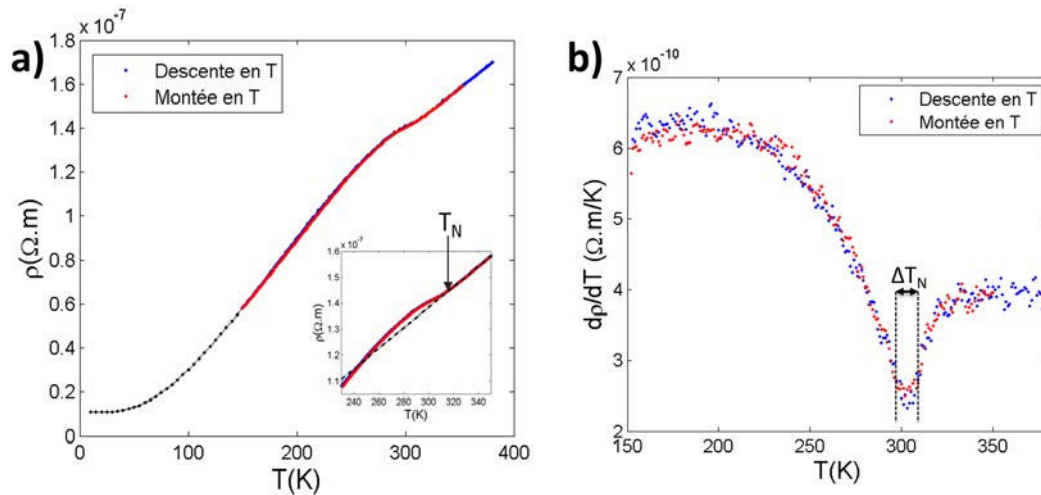 a)
x 10⁻⁷
1.8
1.6
1.4
1.2
1
0.8
0.6
0.4
0.2
0
ρ(Ω.m)
Descente en T
Montée en T
0 100 200 300 400
T(K)
x 10⁻⁷
1.6
1.5
1.4
1.3
1.2
1.1
ρ(Ω.m)
T_N
240 260 280 300 320 340
T(K)
b)
x 10⁻¹⁰
7
6
5
4
3
2
dρ/dT (Ω.m/K)
Descente en T
Montée en T
ΔT_N
150 200 250 300 350
T(K)